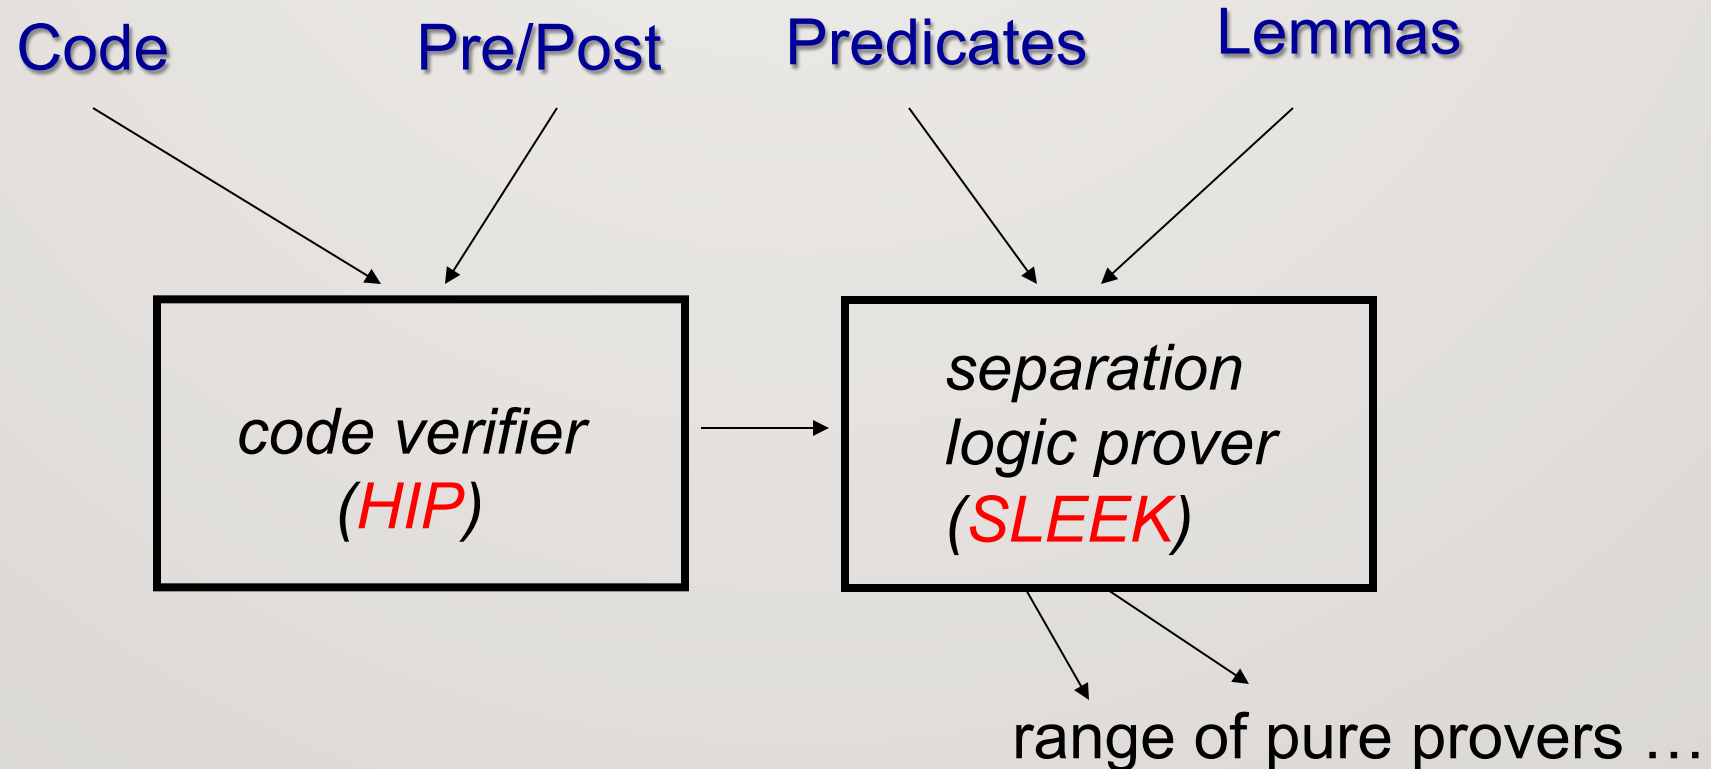 Code
Pre/Post
Predicates
Lemmas
code verifier
(HIP)
separation
logic prover
(SLEEK)
range of pure provers …